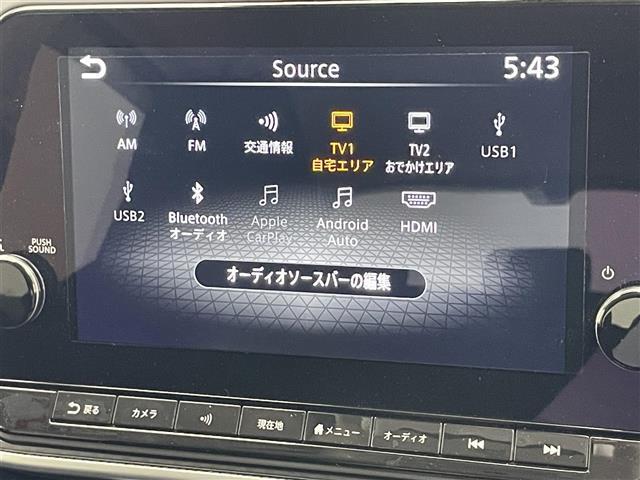 Source
5:43
AM
FM
交通情報
TV1
自宅エリア
TV2
おでかけエリア
USB1
USB2
Bluetooth
オーディオ
Apple
CarPlay
Android
Auto
HDMI
オーディオソースバーの編集
PUSH
SOUND
戻る
カメラ
現在地
メニュー
オーディオ